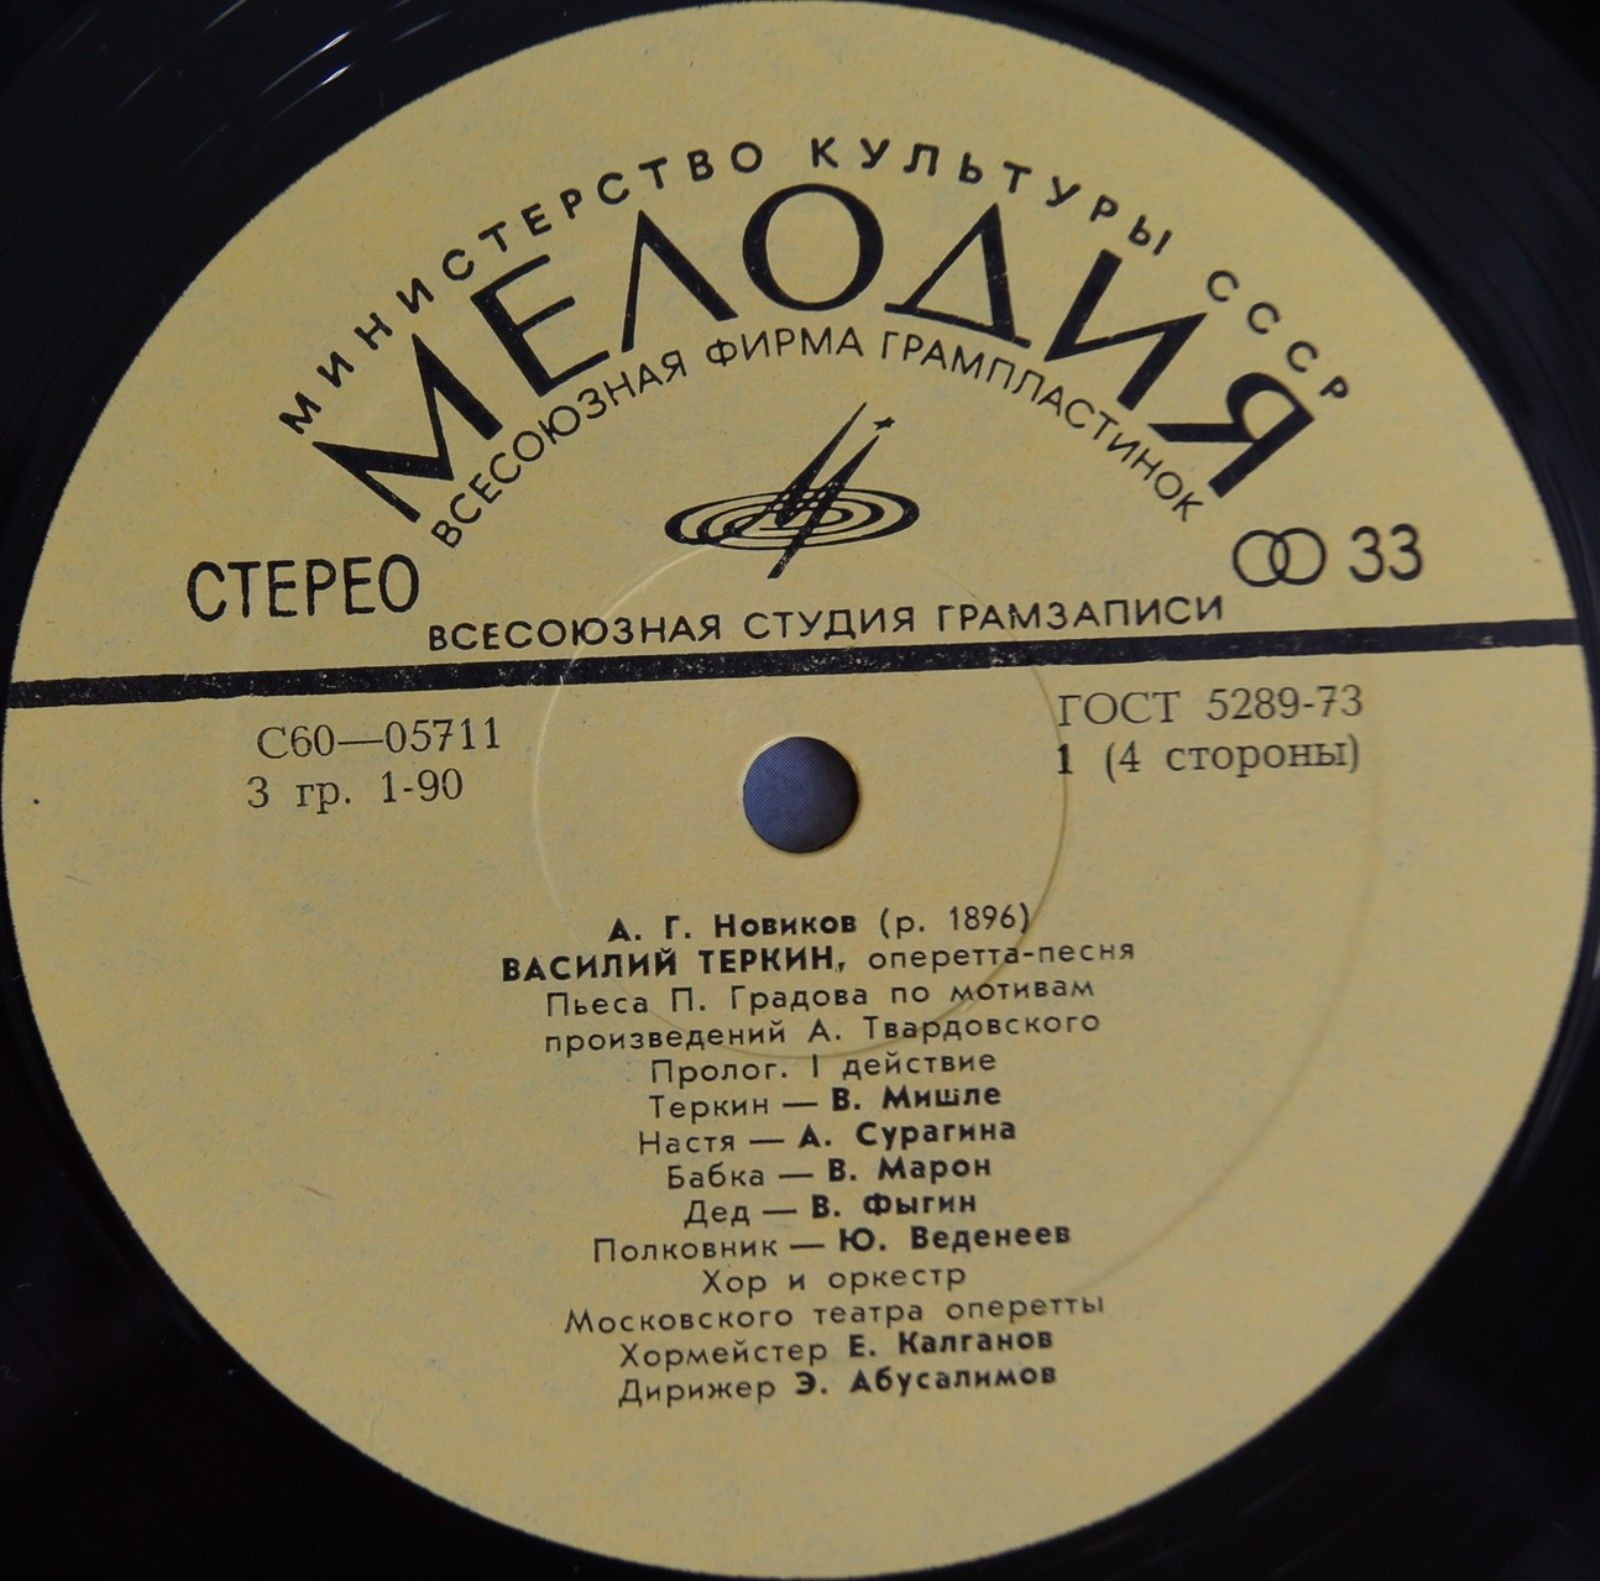 МИНИСТЕРСТВО КУЛЬТУРЫ СССР
МЕЛОДИЯ
ВСЕСОЮЗНАЯ ФИРМА ГРАМПЛАСТИНОК
СТЕРЕО
33
ВСЕСОЮЗНАЯ СТУДИЯ ГРАМЗАПИСИ
С60—05711
3 гр. 1-90
ГОСТ 5289-73
1 (4 стороны)
А. Г. Новиков (р. 1896)
ВАСИЛИЙ ТЕРКИН, оперетта-песня
Пьеса П. Градова по мотивам
произведений А. Твардовского
Пролог. I действие
Теркин — В. Мишле
Настя — А. Сурагина
Бабка — В. Марон
Дед — В. Фыгин
Полковник — Ю. Веденеев
Хор и оркестр
Московского театра оперетты
Хормейстер Е. Калганов
Дирижер Э. Абусалимов